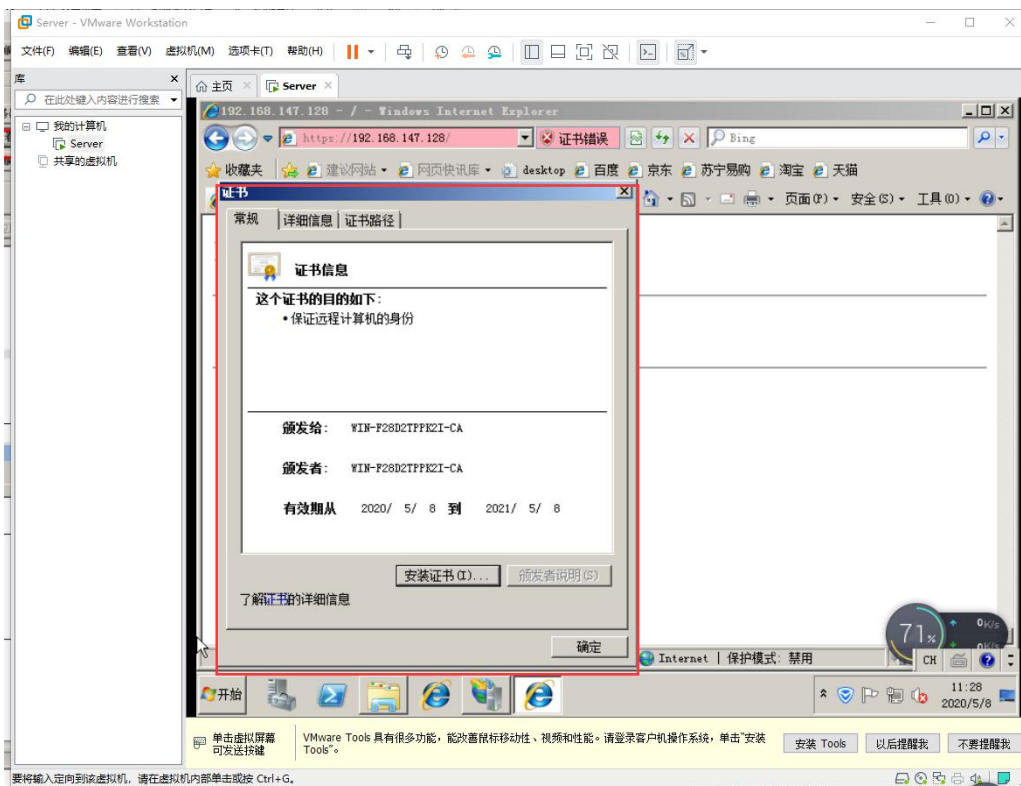 Server - VMware Workstation
文件(F) 编辑(E) 查看(V) 虚拟机(M) 选项卡(T) 帮助(H)
库
在此处键入内容进行搜索
我的计算机
Server
共享的虚拟机
主页 Server
192.168.147.128 - / - Windows Internet Explorer
https://192.168.147.128/ 证书错误 Bing
收藏夹 建议网站 网页快讯库 desktop 百度 京东 苏宁易购 淘宝 天猫
页面(P) 安全(S) 工具(O)
证书
常规 详细信息 证书路径
证书信息
这个证书的目的如下:
•保证远程计算机的身份
颁发给: WIN-F28D2TPPK2I-CA
颁发者: WIN-F28D2TPPK2I-CA
有效期从 2020/ 5/ 8 到 2021/ 5/ 8
安装证书(I)... 颁发者说明(S)
了解证书的详细信息
确定
71%
0K/s
0K/s
Internet | 保护模式: 禁用
CH
开始
11:28
2020/5/8
单击虚拟屏幕
可发送按键
VMware Tools 具有很多功能，能改善鼠标移动性、视频和性能。请登录客户机操作系统，单击“安装
Tools”。
安装 Tools 以后提醒我 不要提醒我
要将输入定向到该虚拟机，请在虚拟机内部单击或按 Ctrl+G。